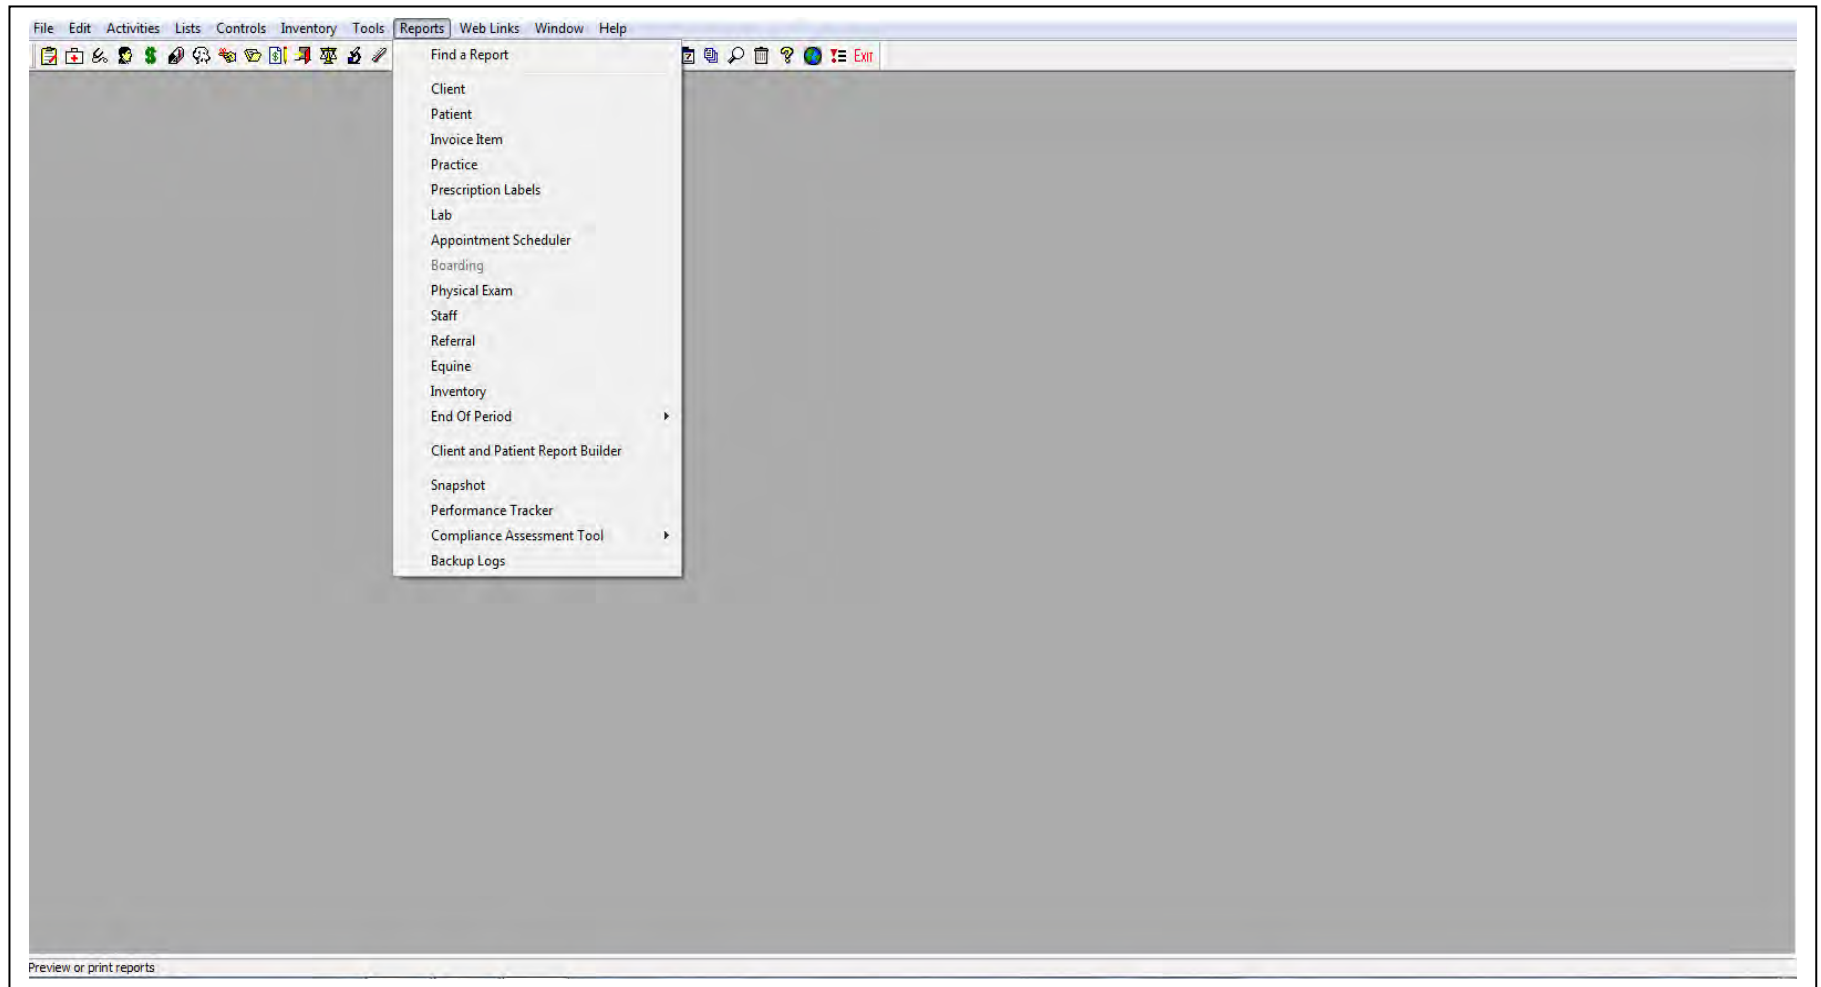 File Edit Activities Lists Controls Inventory Tools Reports Web Links Window Help
Exit
Find a Report
Client
Patient
Invoice Item
Practice
Prescription Labels
Lab
Appointment Scheduler
Boarding
Physical Exam
Staff
Referral
Equine
Inventory
End Of Period
Client and Patient Report Builder
Snapshot
Performance Tracker
Compliance Assessment Tool
Backup Logs
Preview or print reports